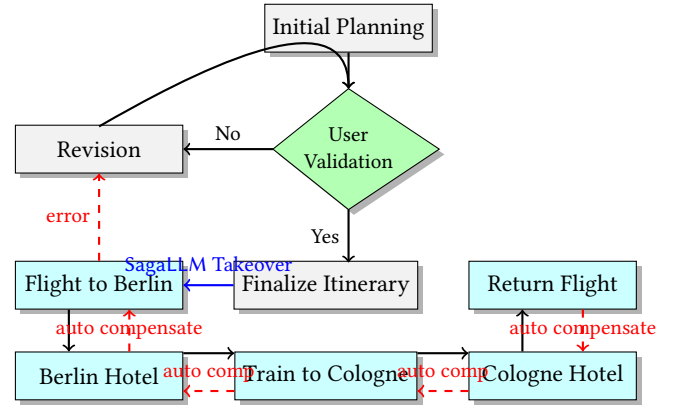 Initial Planning
User
Validation
No
Revision
error
Yes
SagaLLM Takeover
Flight to Berlin
Finalize Itinerary
Return Flight
auto compensate
auto compensate
Berlin Hotel
auto comp
Train to Cologne
auto comp
Cologne Hotel